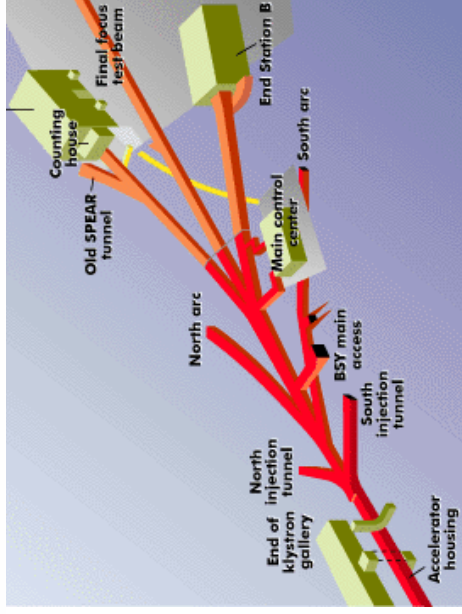 Counting
house
Final focus
test beam
End Station B
Old SPEAR
tunnel
North arc
Main control
center
South arc
BSY main
access
South
injection
tunnel
North
injection
tunnel
End of
klystron
gallery
Accelerator
housing